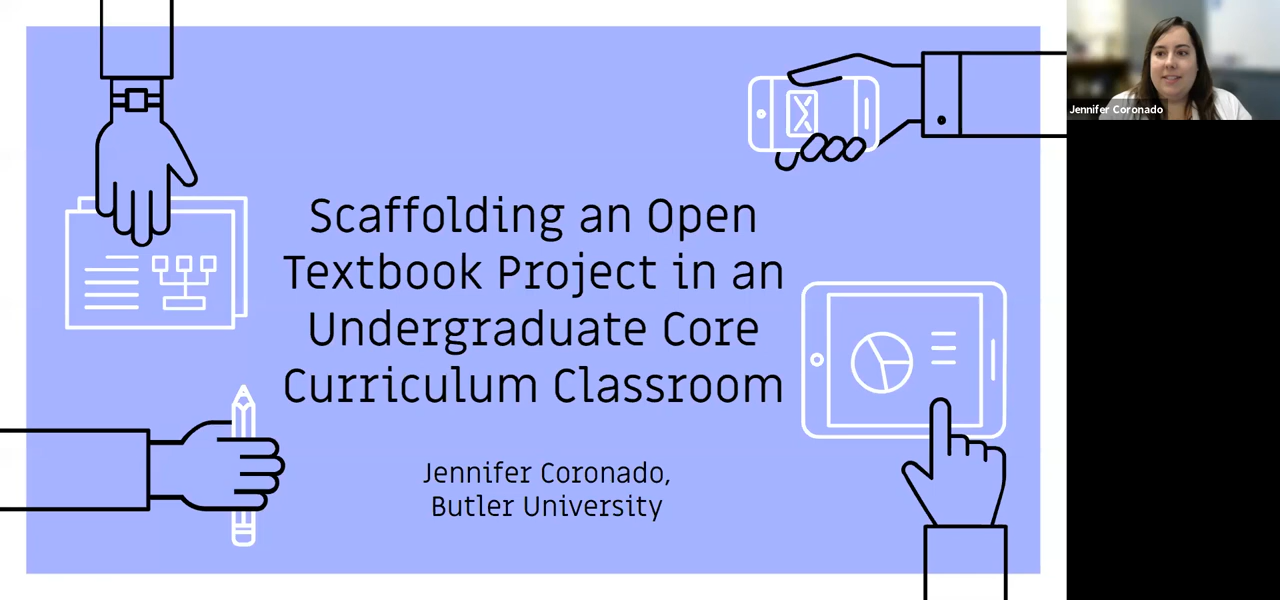 Scaffolding an Open
Textbook Project in an
Undergraduate Core
Curriculum Classroom
Jennifer Coronado,
Butler University
Jennifer Coronado